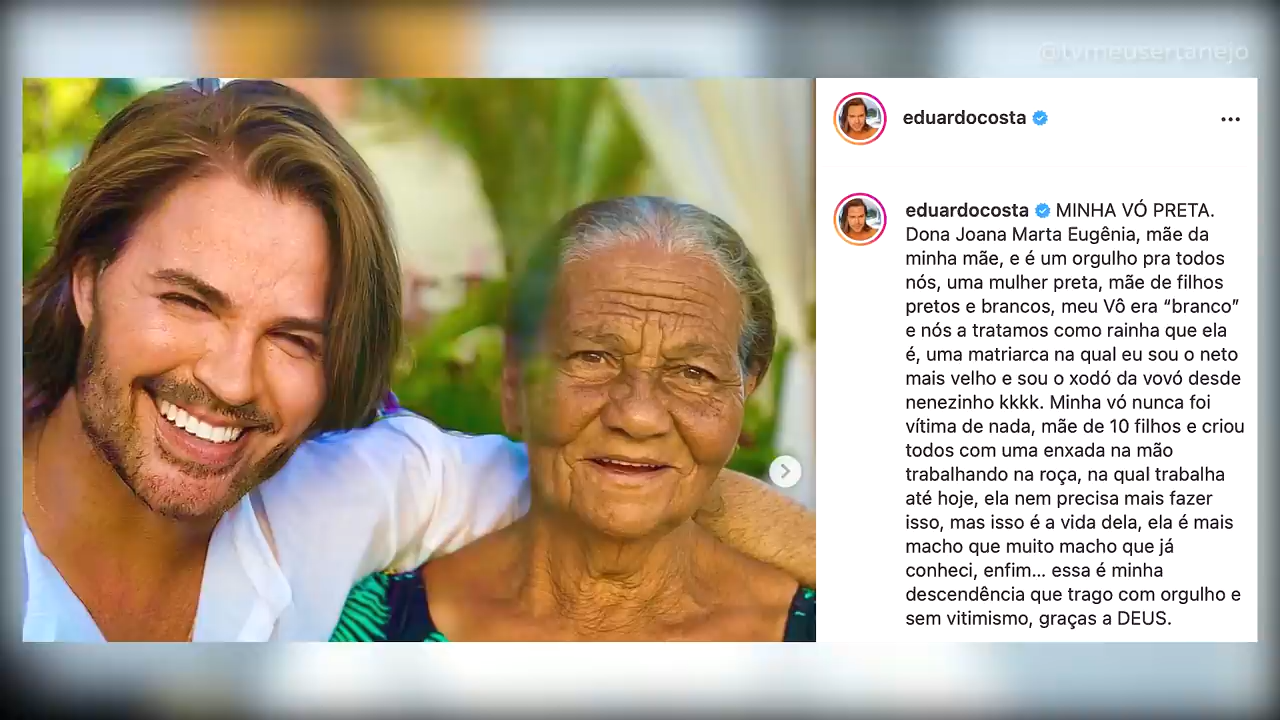 @tvmeusertanejo
eduardocosta
eduardocosta MINHA VÓ PRETA.
Dona Joana Marta Eugênia, mãe da
minha mãe, e é um orgulho pra todos
nós, uma mulher preta, mãe de filhos
pretos e brancos, meu Vô era “branco”
e nós a tratamos como rainha que ela
é, uma matriarca na qual eu sou o neto
mais velho e sou o xodó da vovó desde
nenezinho kkkk. Minha vó nunca foi
vítima de nada, mãe de 10 filhos e criou
todos com uma enxada na mão
trabalhando na roça, na qual trabalha
até hoje, ela nem precisa mais fazer
isso, mas isso é a vida dela, ela é mais
macho que muito macho que já
conheci, enfim... essa é minha
descendência que trago com orgulho e
sem vitimismo, graças a DEUS.